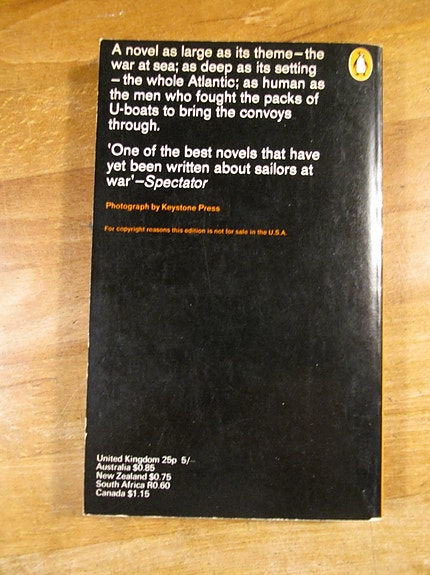 A novel as large as its theme–the
war at sea; as deep as its setting
–the whole Atlantic; as human as
the men who fought the packs of
U-boats to bring the convoys
through.
'One of the best novels that have
yet been written about sailors at
war'–Spectator
Photograph by Keystone Press
For copyright reasons this edition is not for sale in the U.S.A.
United Kingdom 25p 5/–
Australia $0.85
New Zealand $0.75
South Africa R0.60
Canada $1.15